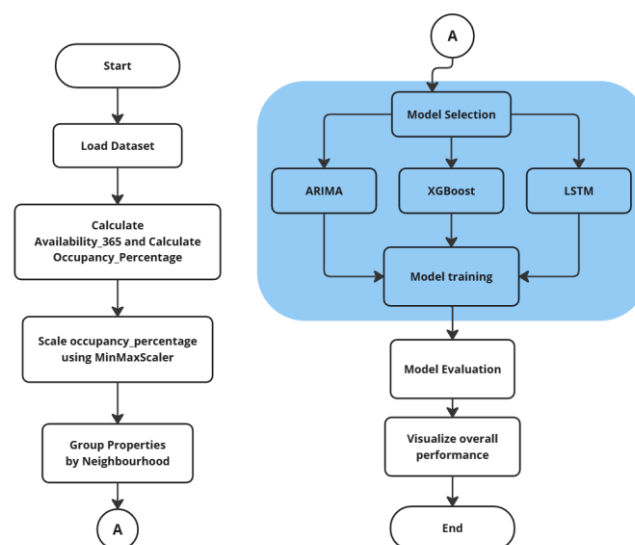 Start
Load Dataset
Calculate
Availability_365 and Calculate
Occupancy_Percentage
Scale occupancy_percentage
using MinMaxScaler
Group Properties
by Neighbourhood
A
A
Model Selection
ARIMA
XGBoost
LSTM
Model training
Model Evaluation
Visualize overall
performance
End